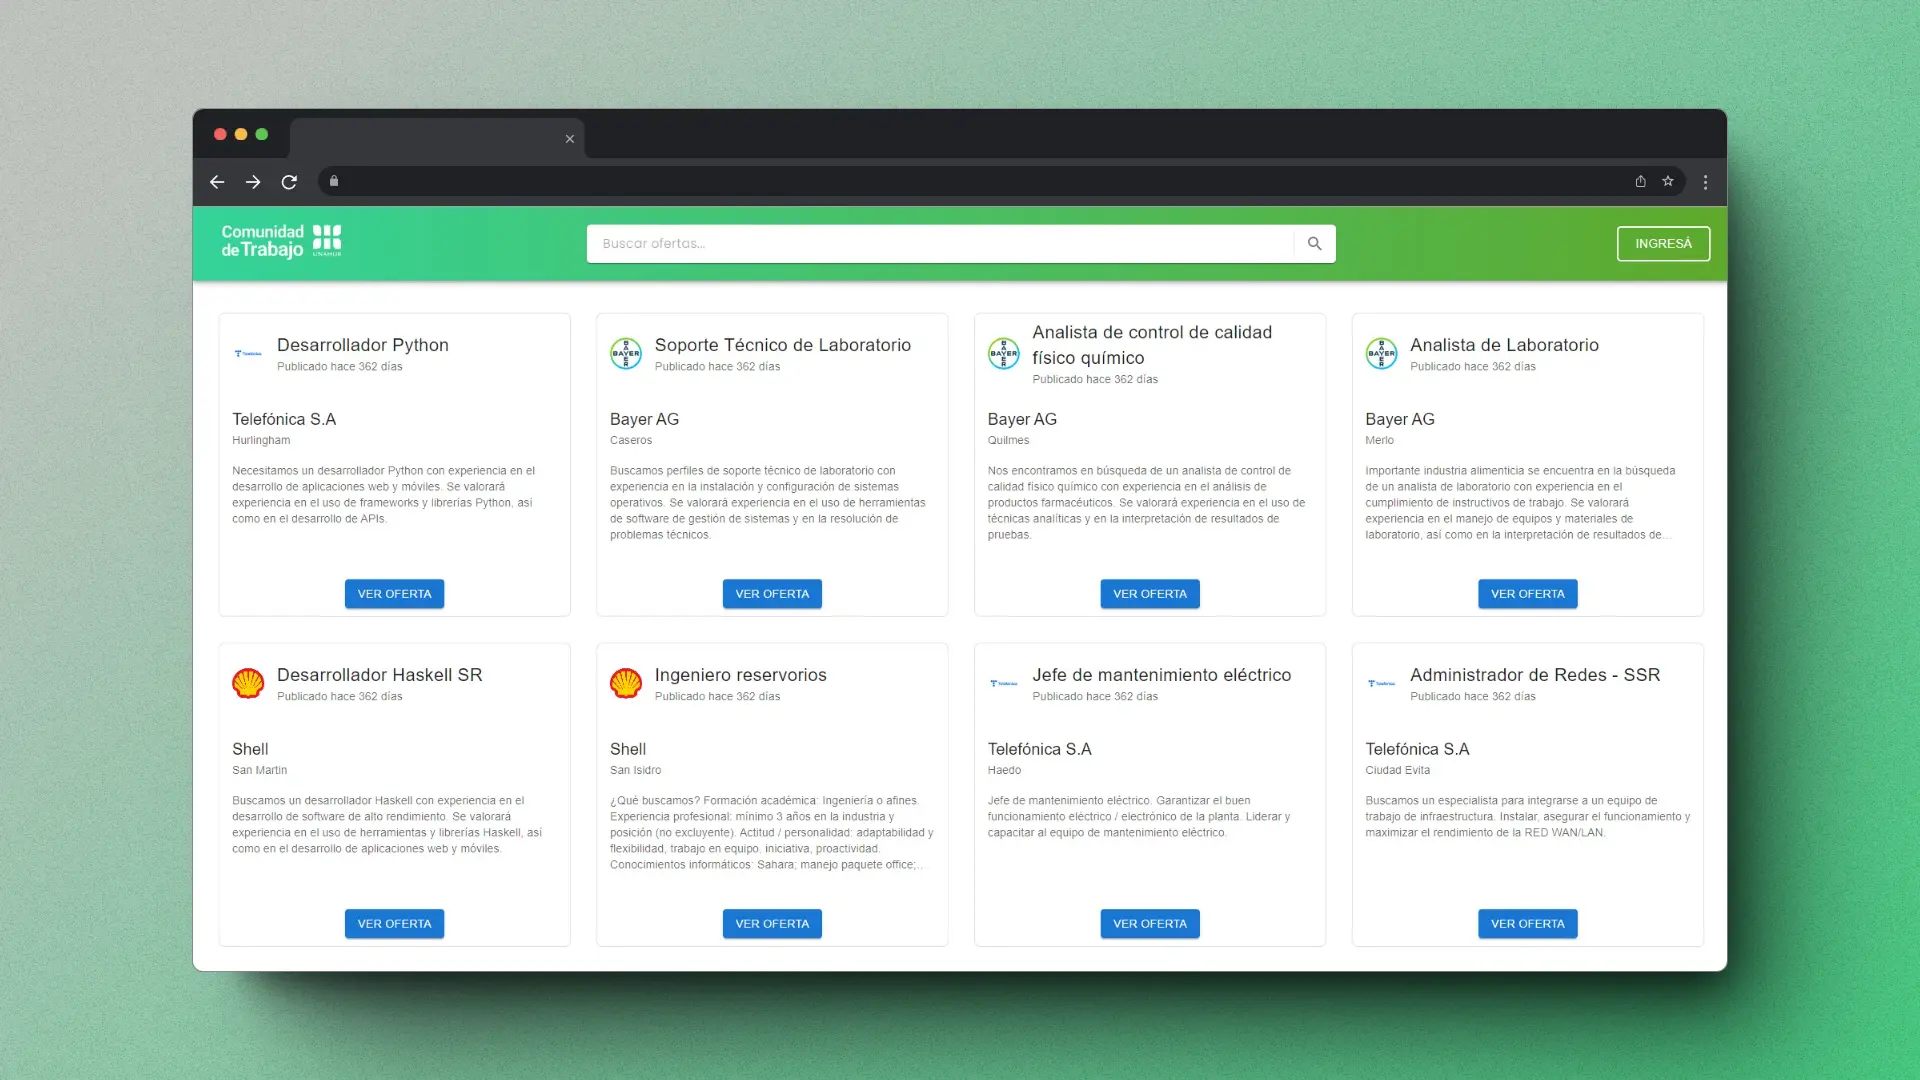 Comunidad
de Trabajo
UNAHUR
Buscar ofertas...
INGRESÁ
Desarrollador Python
Publicado hace 362 días
Telefónica S.A
Hurlingham
Necesitamos un desarrollador Python con experiencia en el
desarrollo de aplicaciones web y móviles. Se valorará
experiencia en el uso de frameworks y librerías Python, así
como en el desarrollo de APIs.
VER OFERTA
BAYER
Soporte Técnico de Laboratorio
Publicado hace 362 días
Bayer AG
Caseros
Buscamos perfiles de soporte técnico de laboratorio con
experiencia en la instalación y configuración de sistemas
operativos. Se valorará experiencia en el uso de herramientas
de software de gestión de sistemas y en la resolución de
problemas técnicos.
VER OFERTA
BAYER
Analista de control de calidad
físico químico
Publicado hace 362 días
Bayer AG
Quilmes
Nos encontramos en búsqueda de un analista de control de
calidad físico químico con experiencia en el análisis de
productos farmacéuticos. Se valorará experiencia en el uso de
técnicas analíticas y en la interpretación de resultados de
pruebas.
VER OFERTA
BAYER
Analista de Laboratorio
Publicado hace 362 días
Bayer AG
Merlo
Importante industria alimenticia se encuentra en la búsqueda
de un analista de laboratorio con experiencia en el
cumplimiento de instructivos de trabajo. Se valorará
experiencia en el manejo de equipos y materiales de
laboratorio, así como en la interpretación de resultados de...
VER OFERTA
Desarrollador Haskell SR
Publicado hace 362 días
Shell
San Martin
Buscamos un desarrollador Haskell con experiencia en el
desarrollo de software de alto rendimiento. Se valorará
experiencia en el uso de herramientas y librerías Haskell, así
como en el desarrollo de aplicaciones web y móviles.
VER OFERTA
Ingeniero reservorios
Publicado hace 362 días
Shell
San Isidro
¿Qué buscamos? Formación académica: Ingeniería o afines.
Experiencia profesional: mínimo 3 años en la industria y
posición (no excluyente). Actitud / personalidad: adaptabilidad y
flexibilidad, trabajo en equipo, iniciativa, proactividad.
Conocimientos informáticos: Sahara; manejo paquete office;...
VER OFERTA
Jefe de mantenimiento eléctrico
Publicado hace 362 días
Telefónica S.A
Haedo
Jefe de mantenimiento eléctrico. Garantizar el buen
funcionamiento eléctrico / electrónico de la planta. Liderar y
capacitar al equipo de mantenimiento eléctrico.
VER OFERTA
Administrador de Redes - SSR
Publicado hace 362 días
Telefónica S.A
Ciudad Evita
Buscamos un especialista para integrarse a un equipo de
trabajo de infraestructura. Instalar, asegurar el funcionamiento y
maximizar el rendimiento de la RED WAN/LAN.
VER OFERTA